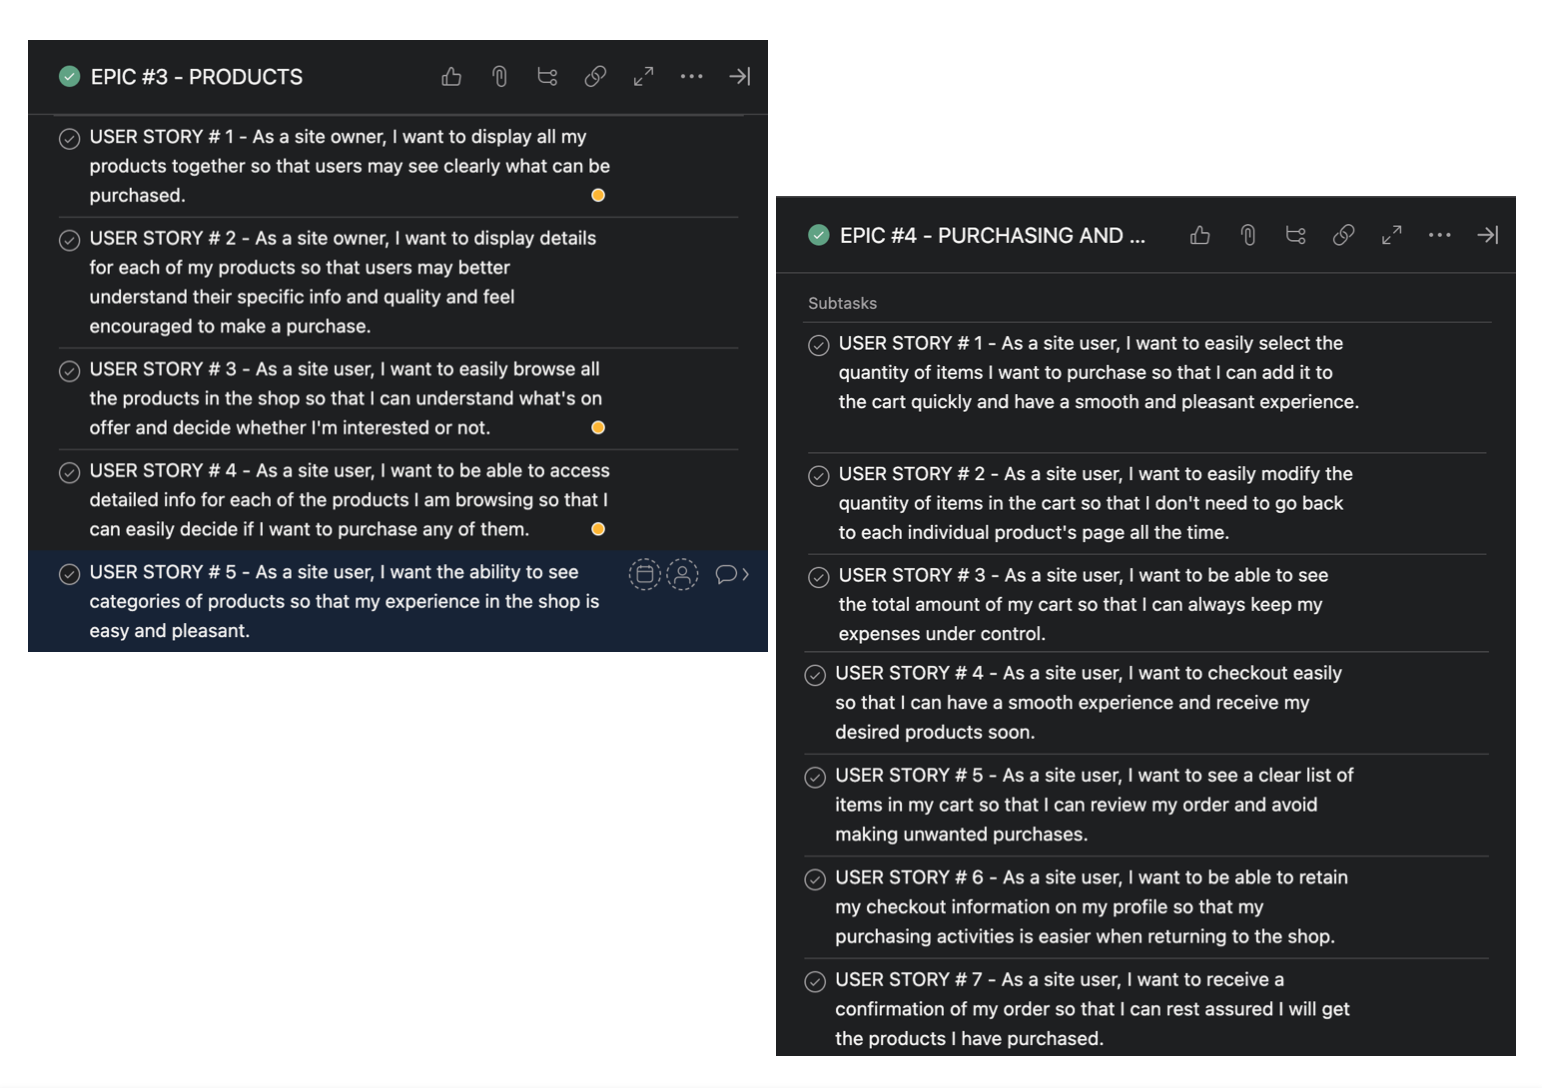 EPIC #3 - PRODUCTS
USER STORY # 1 - As a site owner, I want to display all my
products together so that users may see clearly what can be
purchased.
USER STORY # 2 - As a site owner, I want to display details
for each of my products so that users may better
understand their specific info and quality and feel
encouraged to make a purchase.
USER STORY # 3 - As a site user, I want to easily browse all
the products in the shop so that I can understand what's on
offer and decide whether I'm interested or not.
USER STORY # 4 - As a site user, I want to be able to access
detailed info for each of the products I am browsing so that I
can easily decide if I want to purchase any of them.
USER STORY # 5 - As a site user, I want the ability to see
categories of products so that my experience in the shop is
easy and pleasant.
EPIC #4 - PURCHASING AND ...
Subtasks
USER STORY # 1 - As a site user, I want to easily select the
quantity of items I want to purchase so that I can add it to
the cart quickly and have a smooth and pleasant experience.
USER STORY # 2 - As a site user, I want to easily modify the
quantity of items in the cart so that I don't need to go back
to each individual product's page all the time.
USER STORY # 3 - As a site user, I want to be able to see
the total amount of my cart so that I can always keep my
expenses under control.
USER STORY # 4 - As a site user, I want to checkout easily
so that I can have a smooth experience and receive my
desired products soon.
USER STORY # 5 - As a site user, I want to see a clear list of
items in my cart so that I can review my order and avoid
making unwanted purchases.
USER STORY # 6 - As a site user, I want to be able to retain
my checkout information on my profile so that my
purchasing activities is easier when returning to the shop.
USER STORY # 7 - As a site user, I want to receive a
confirmation of my order so that I can rest assured I will get
the products I have purchased.